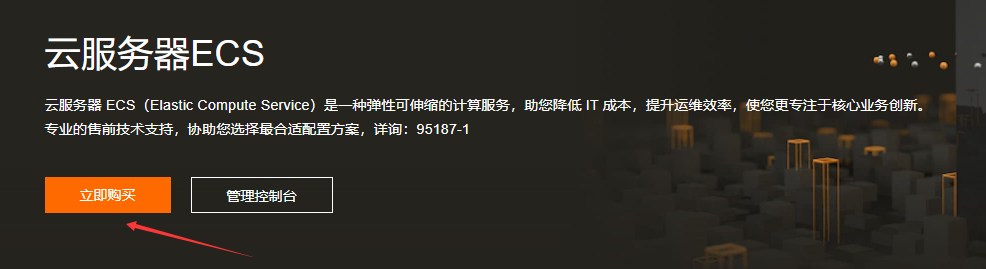 云服务器ECS
云服务器 ECS（Elastic Compute Service）是一种弹性可伸缩的计算服务，助您降低 IT 成本，提升运维效率，使您更专注于核心业务创新。
专业的售前技术支持，协助您选择最合适配置方案，详询：95187-1
立即购买
管理控制台